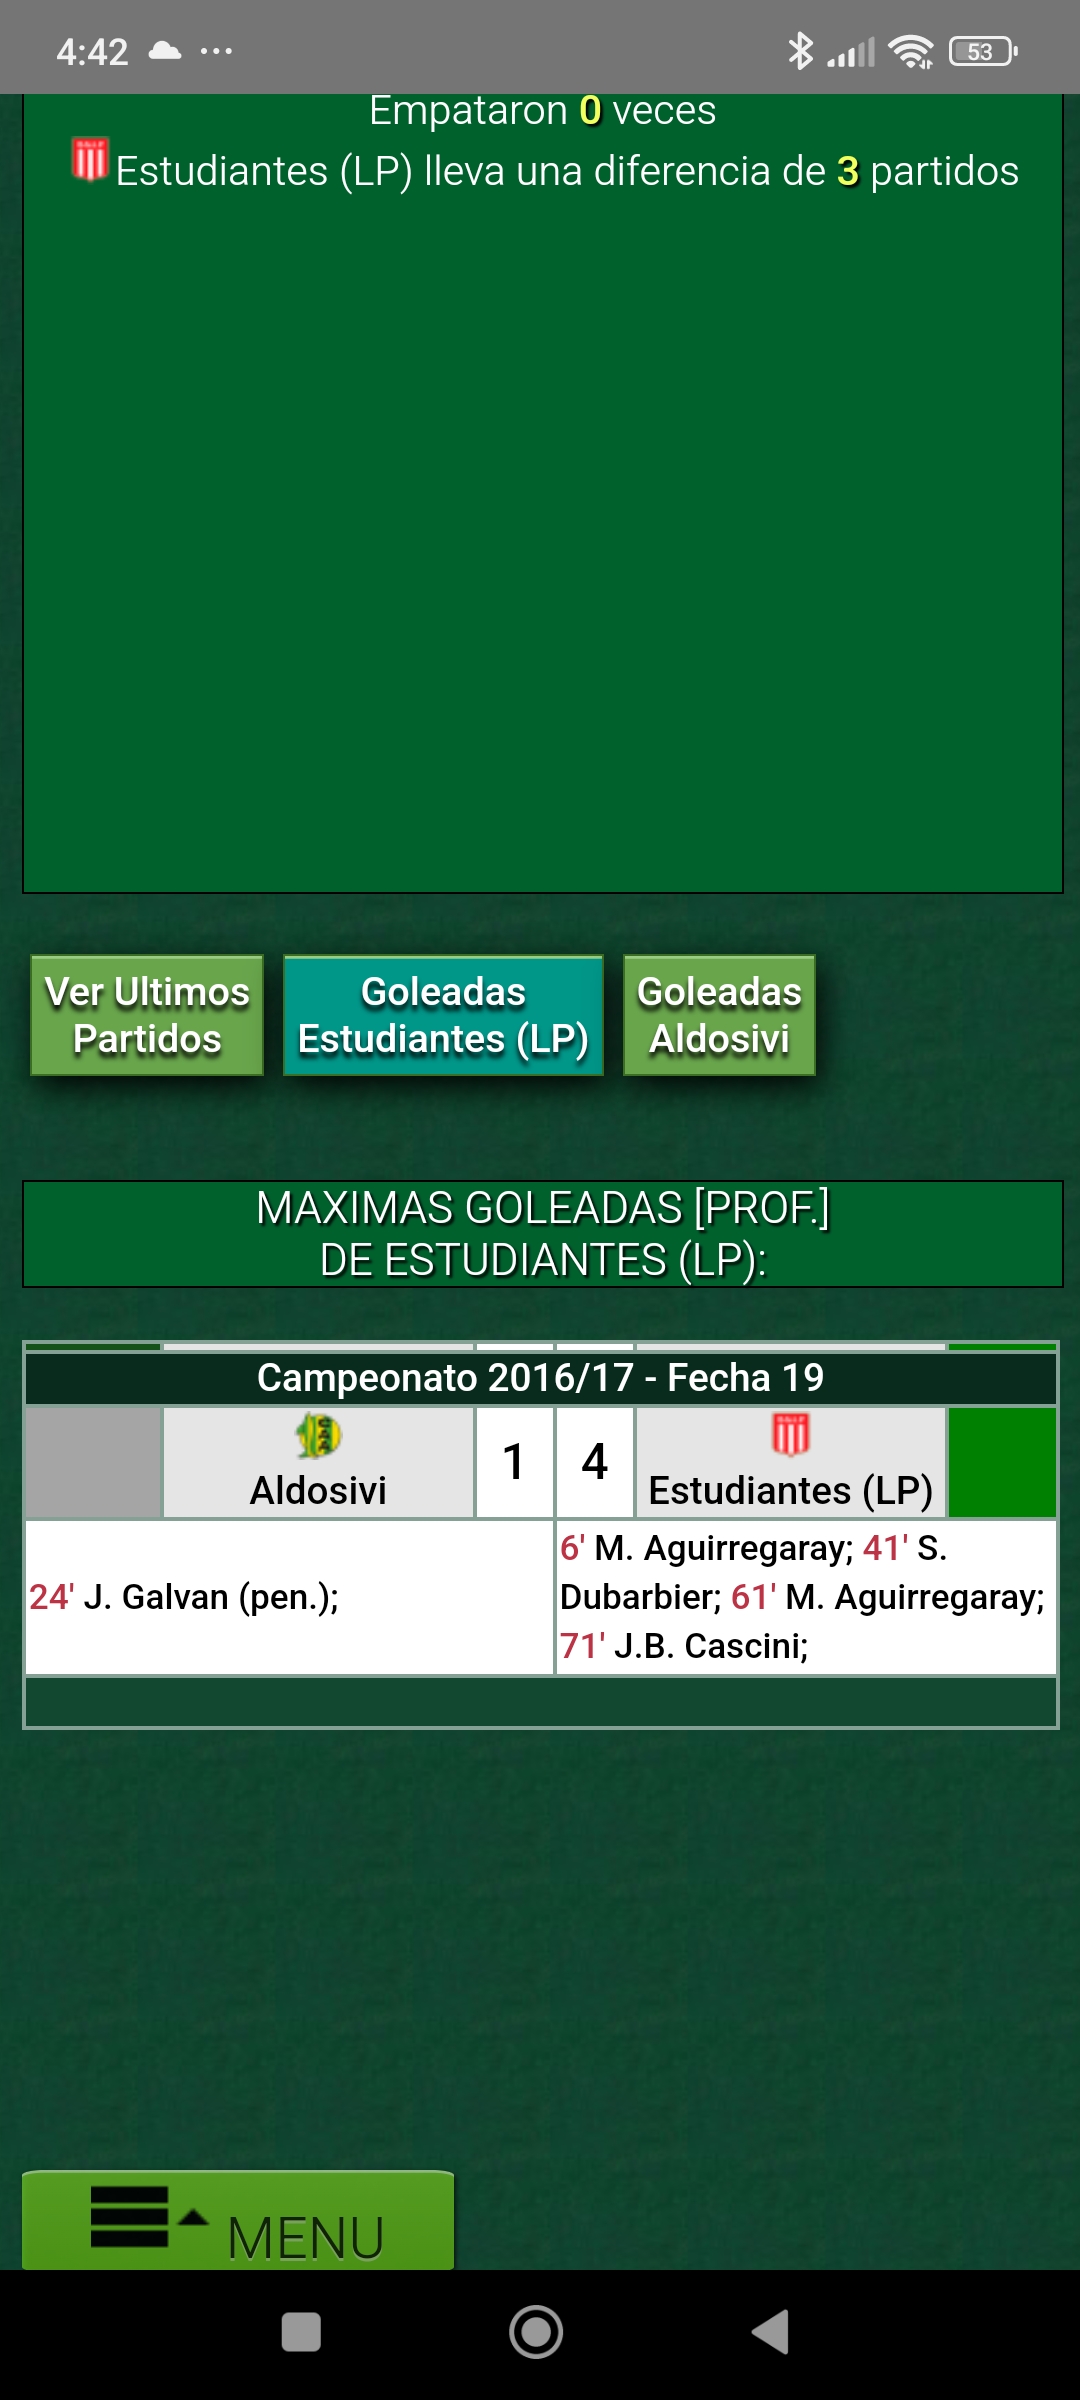 4:42
53
Empataron 0 veces
Estudiantes (LP) lleva una diferencia de 3 partidos
Ver Ultimos
Partidos
Goleadas
Estudiantes (LP)
Goleadas
Aldosivi
MAXIMAS GOLEADAS [PROF.]
DE ESTUDIANTES (LP):
Campeonato 2016/17 - Fecha 19
Aldosivi
1
4
Estudiantes (LP)
24' J. Galvan (pen.);
6' M. Aguirregaray; 41' S.
Dubarbier; 61' M. Aguirregaray;
71' J.B. Cascini;
MENU